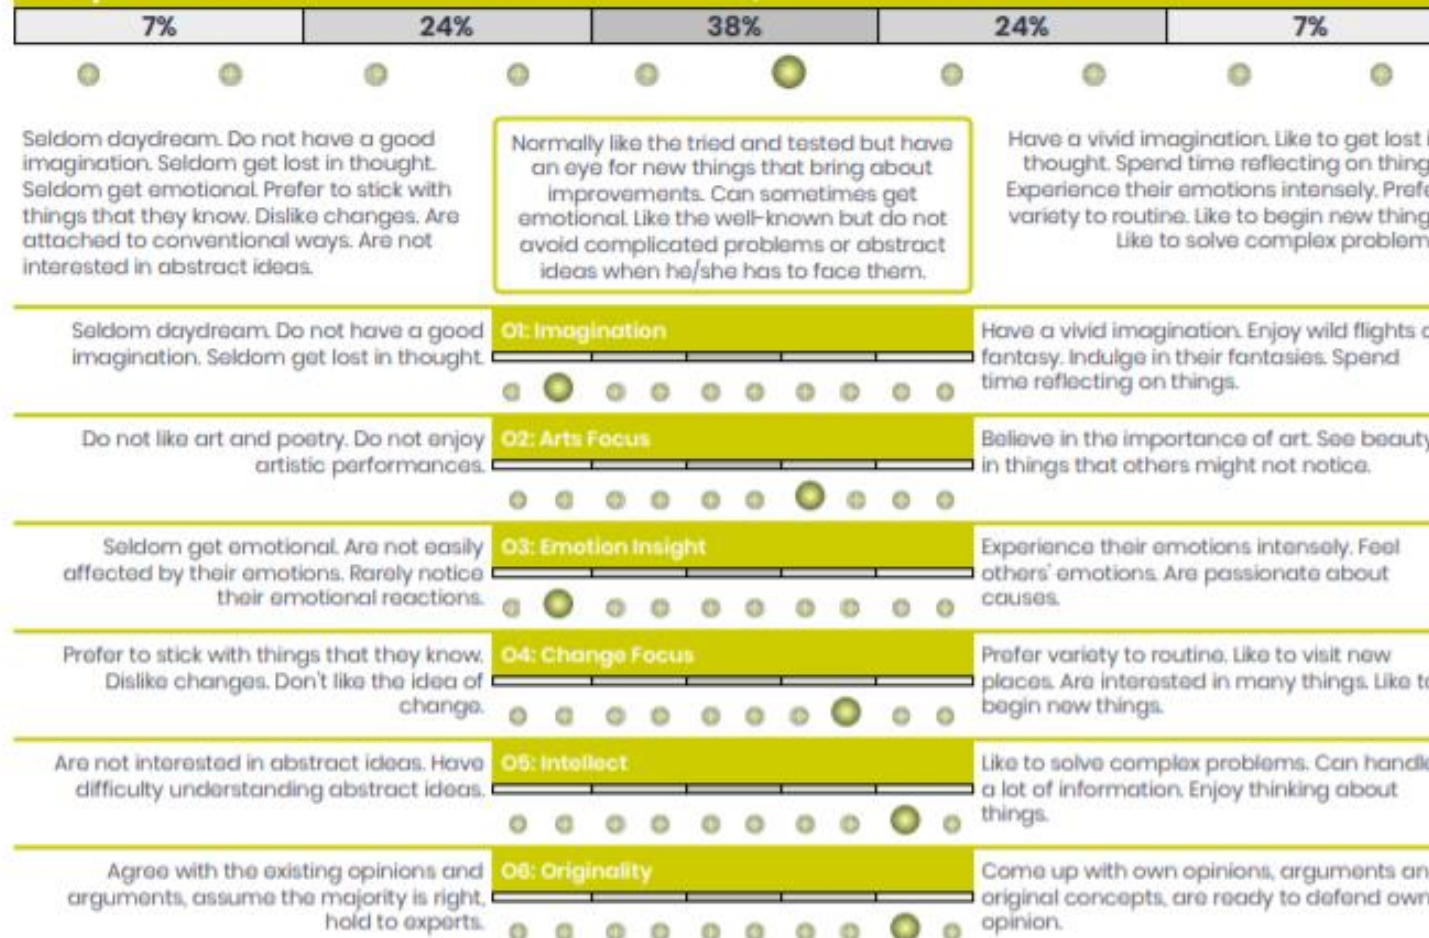 7% 24% 38% 24% 7%
Seldom daydream. Do not have a good
imagination. Seldom get lost in thought.
Seldom get emotional. Prefer to stick with
things that they know. Dislike changes. Are
attached to conventional ways. Are not
interested in abstract ideas.
Normally like the tried and tested but have
an eye for new things that bring about
improvements. Can sometimes get
emotional. Like the well-known but do not
avoid complicated problems or abstract
ideas when he/she has to face them.
Have a vivid imagination. Like to get lost
thought. Spend time reflecting on thing
Experience their emotions intensely. Prefe
variety to routine. Like to begin new thing
Like to solve complex problem
Seldom daydream. Do not have a good
imagination. Seldom get lost in thought.
O1: Imagination
Have a vivid imagination. Enjoy wild flights
fantasy. Indulge in their fantasies. Spend
time reflecting on things.
Do not like art and poetry. Do not enjoy
artistic performances.
O2: Arts Focus
Believe in the importance of art. See beauty
in things that others might not notice.
Seldom get emotional. Are not easily
affected by their emotions. Rarely notice
their emotional reactions.
O3: Emotion Insight
Experience their emotions intensely. Feel
others' emotions. Are passionate about
causes.
Prefer to stick with things that they know.
Dislike changes. Don't like the idea of
change.
O4: Change Focus
Prefer variety to routine. Like to visit new
places. Are interested in many things. Like t
begin new things.
Are not interested in abstract ideas. Have
difficulty understanding abstract ideas.
O5: Intellect
Like to solve complex problems. Can handle
a lot of information. Enjoy thinking about
things.
Agree with the existing opinions and
arguments, assume the majority is right,
hold to experts.
O6: Originality
Come up with own opinions, arguments an
original concepts, are ready to defend own
opinion.